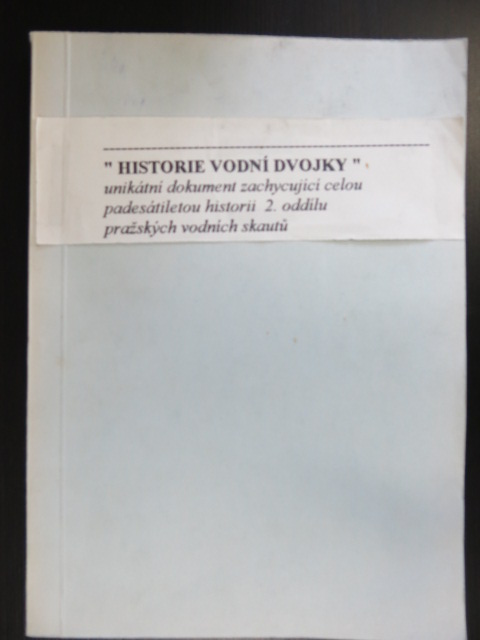 " HISTORIE VODNÍ DVOJKY "
unikátní dokument zachycující celou
padesátiletou historii 2. oddílu
pražských vodních skautů